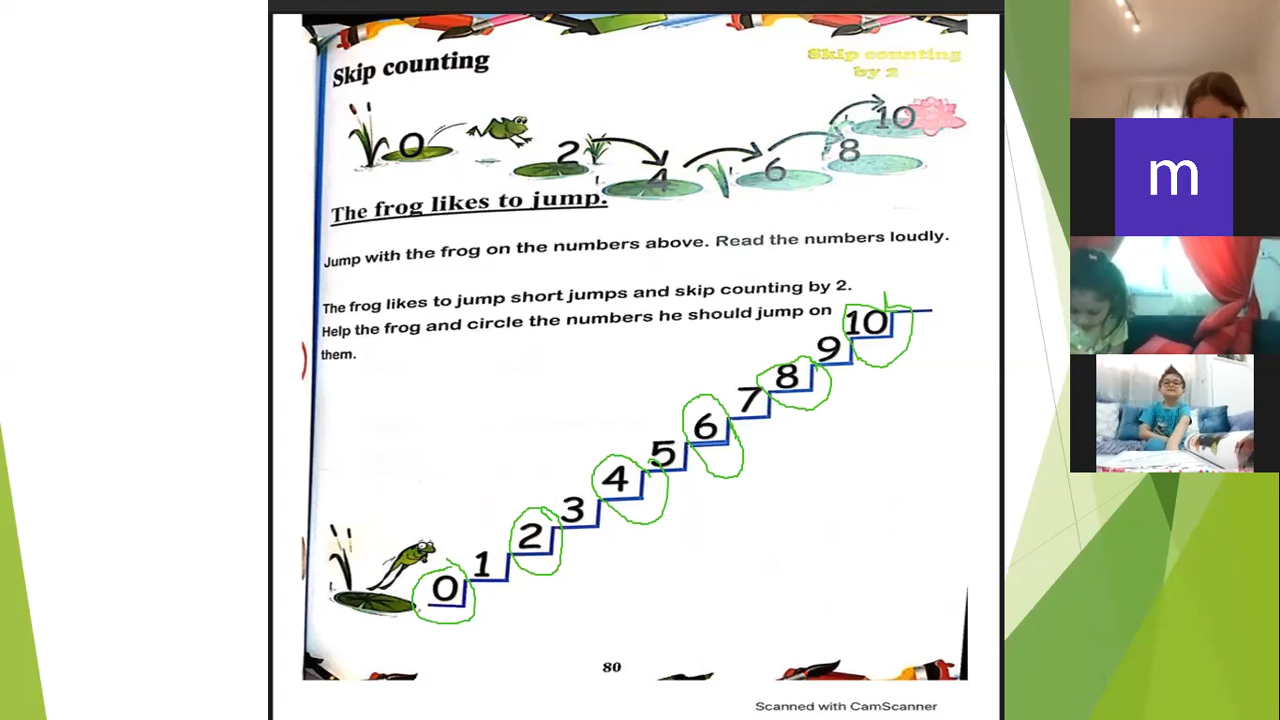 Skip counting
Skip counting
by 2
0 2 4 6 8 10
The frog likes to jump.
Jump with the frog on the numbers above. Read the numbers loudly.
The frog likes to jump short jumps and skip counting by 2.
Help the frog and circle the numbers he should jump on
them.
0 1 2 3 4 5 6 7 8 9 10
80
Scanned with CamScanner
m